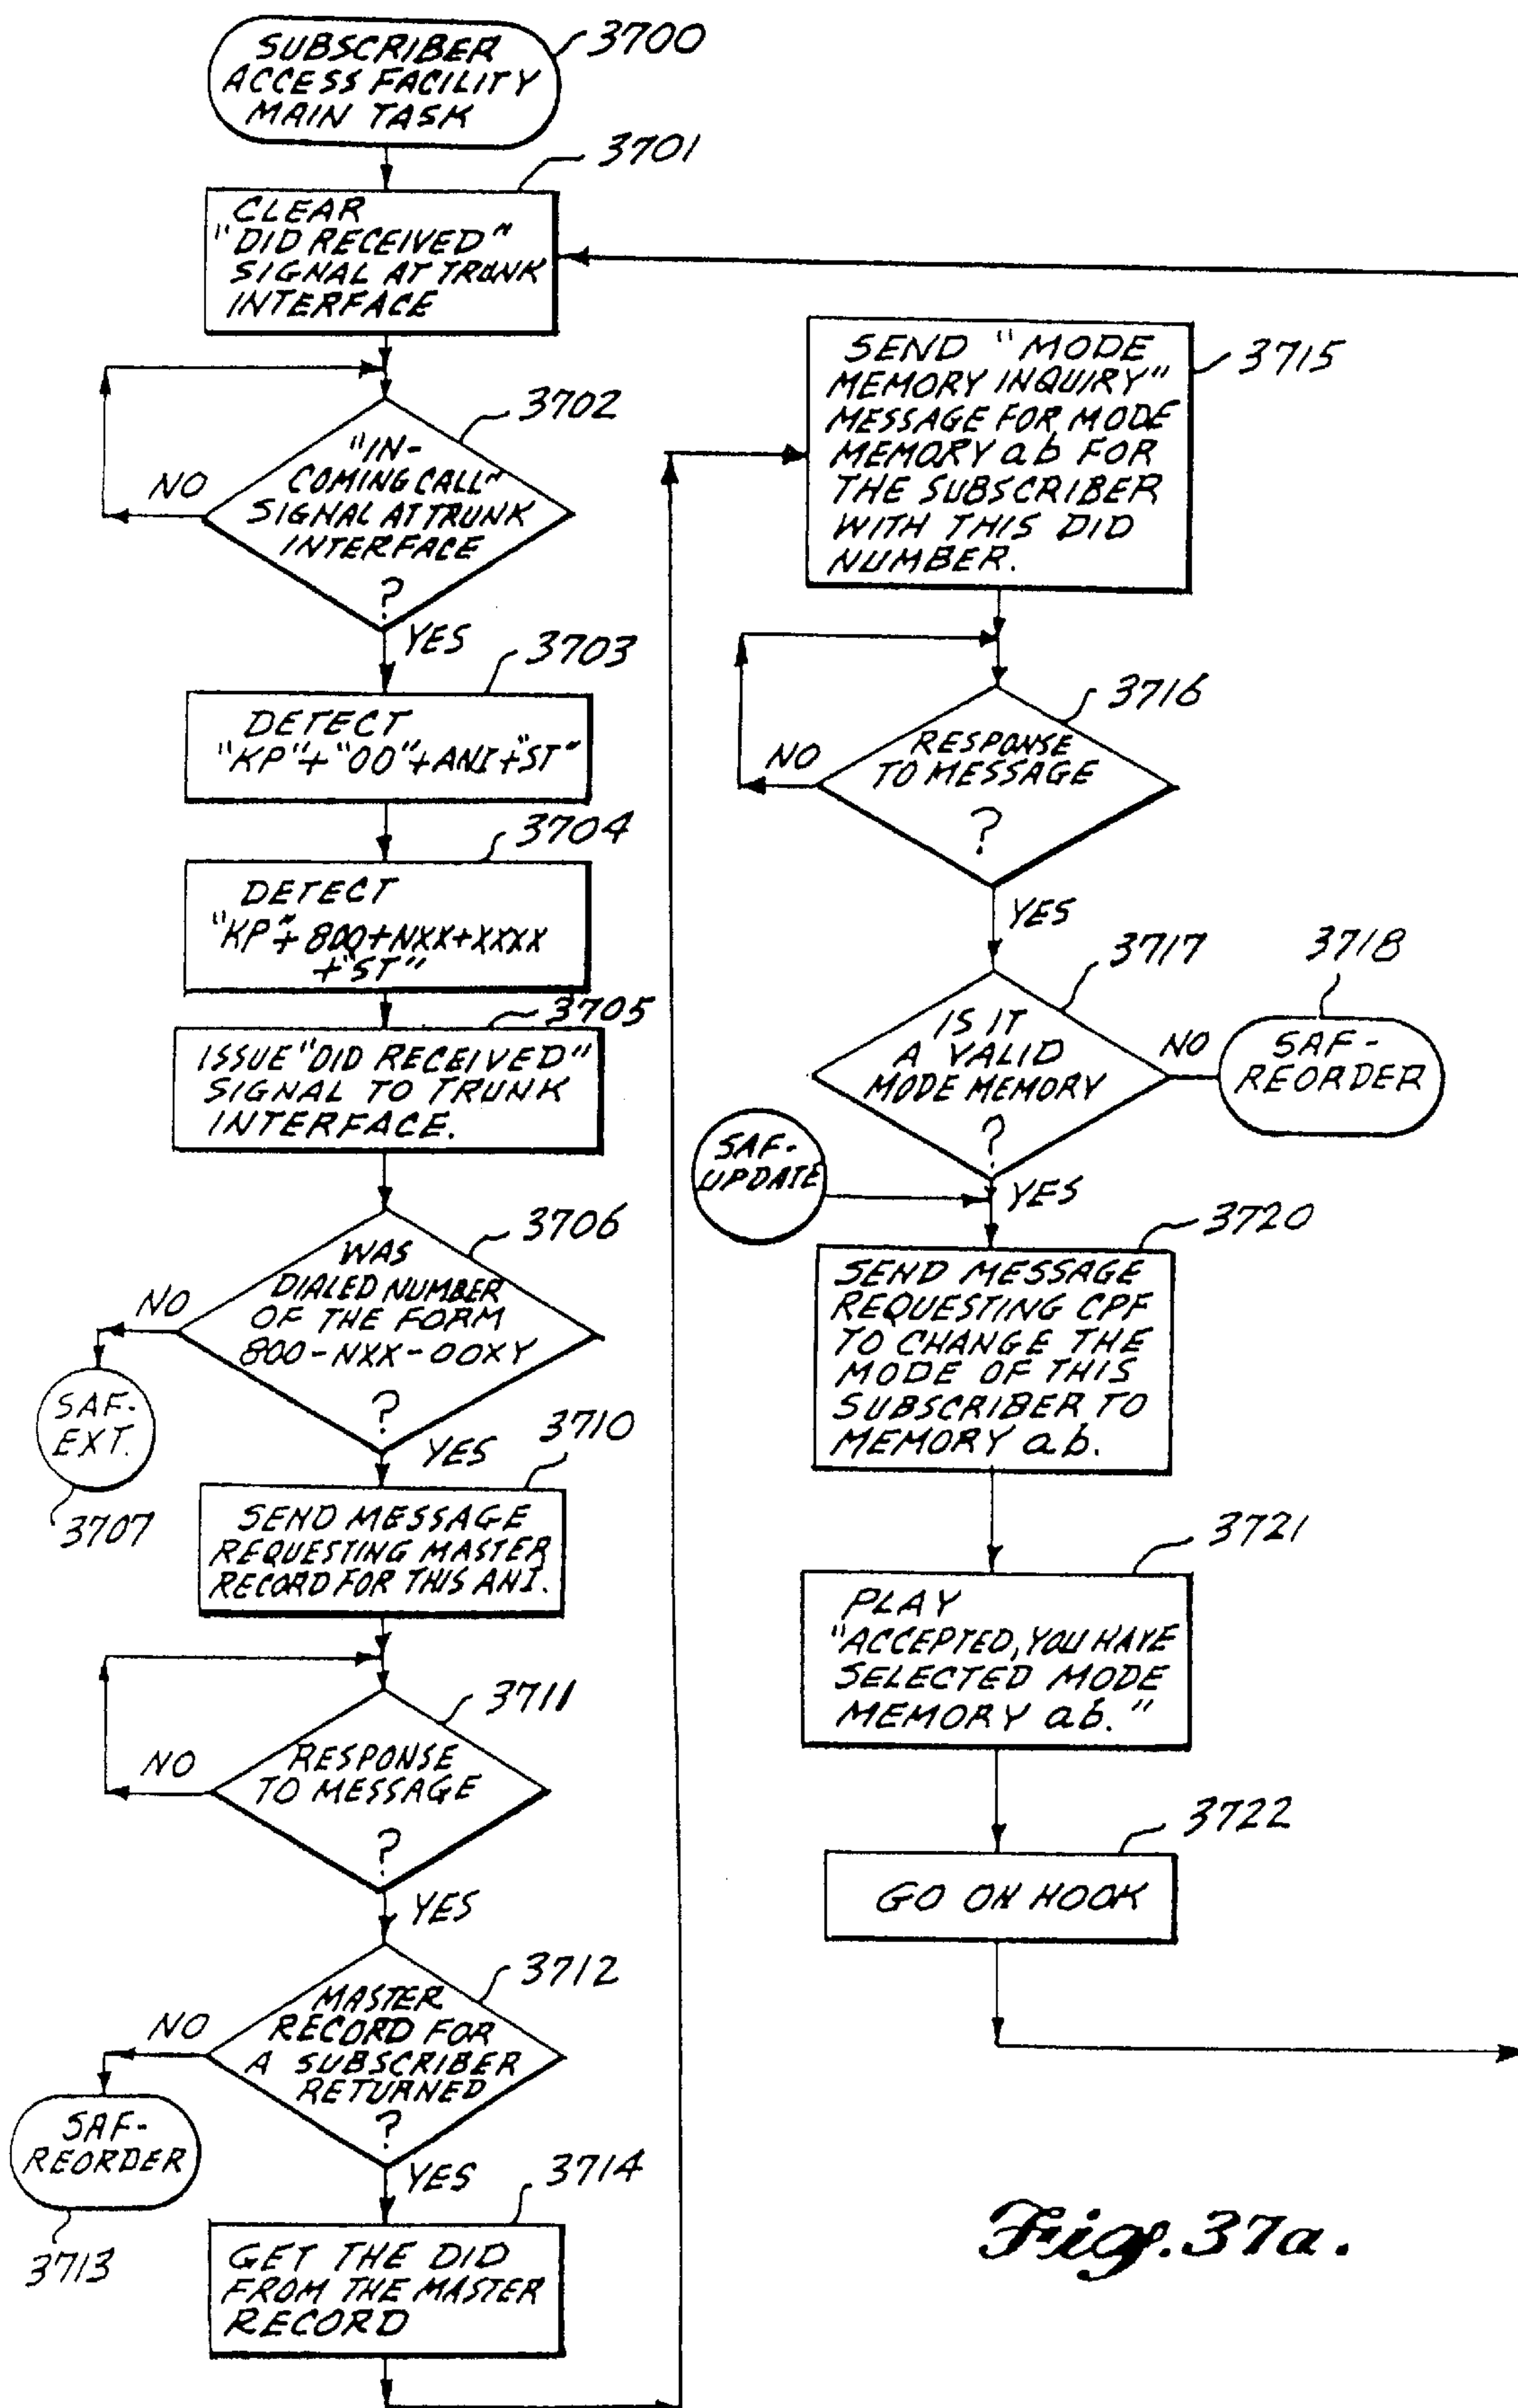 SUBSCRIBER
ACCESS FACILITY
MAIN TASK
3700
3701
CLEAR
"DID RECEIVED"
SIGNAL AT TRUNK
INTERFACE
3702
"IN-
COMING CALL"
SIGNAL AT TRUNK
INTERFACE
?
NO
YES
3703
DETECT
"KP"+"00"+ANI+"ST"
3704
DETECT
"KP"+800+NXX+XXXX
+"ST"
3705
ISSUE "DID RECEIVED"
SIGNAL TO TRUNK
INTERFACE.
3706
WAS
DIALED NUMBER
OF THE FORM
800-NXX-00XY
?
NO
SAF-
EXT.
3707
YES
3710
SEND MESSAGE
REQUESTING MASTER
RECORD FOR THIS ANI.
3711
RESPONSE
TO MESSAGE
?
NO
YES
3712
MASTER
RECORD FOR
A SUBSCRIBER
RETURNED
?
NO
SAF-
REORDER
3713
YES
3714
GET THE DID
FROM THE MASTER
RECORD
3715
SEND "MODE
MEMORY INQUIRY"
MESSAGE FOR MODE
MEMORY ab FOR
THE SUBSCRIBER
WITH THIS DID
NUMBER.
3716
RESPONSE
TO MESSAGE
?
NO
YES
3717
IS IT
A VALID
MODE MEMORY
?
NO
3718
SAF-
REORDER
SAF-
UPDATE
YES
3720
SEND MESSAGE
REQUESTING CPF
TO CHANGE THE
MODE OF THIS
SUBSCRIBER TO
MEMORY ab.
3721
PLAY
"ACCEPTED, YOU HAVE
SELECTED MODE
MEMORY ab."
3722
GO ON HOOK
Fig. 37a.